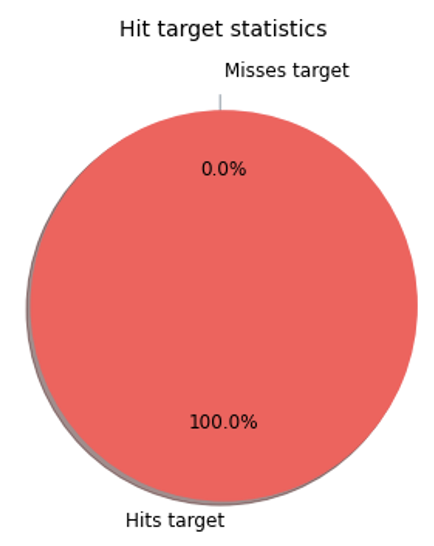 Hit target statistics
Misses target
0.0%
100.0%
Hits target